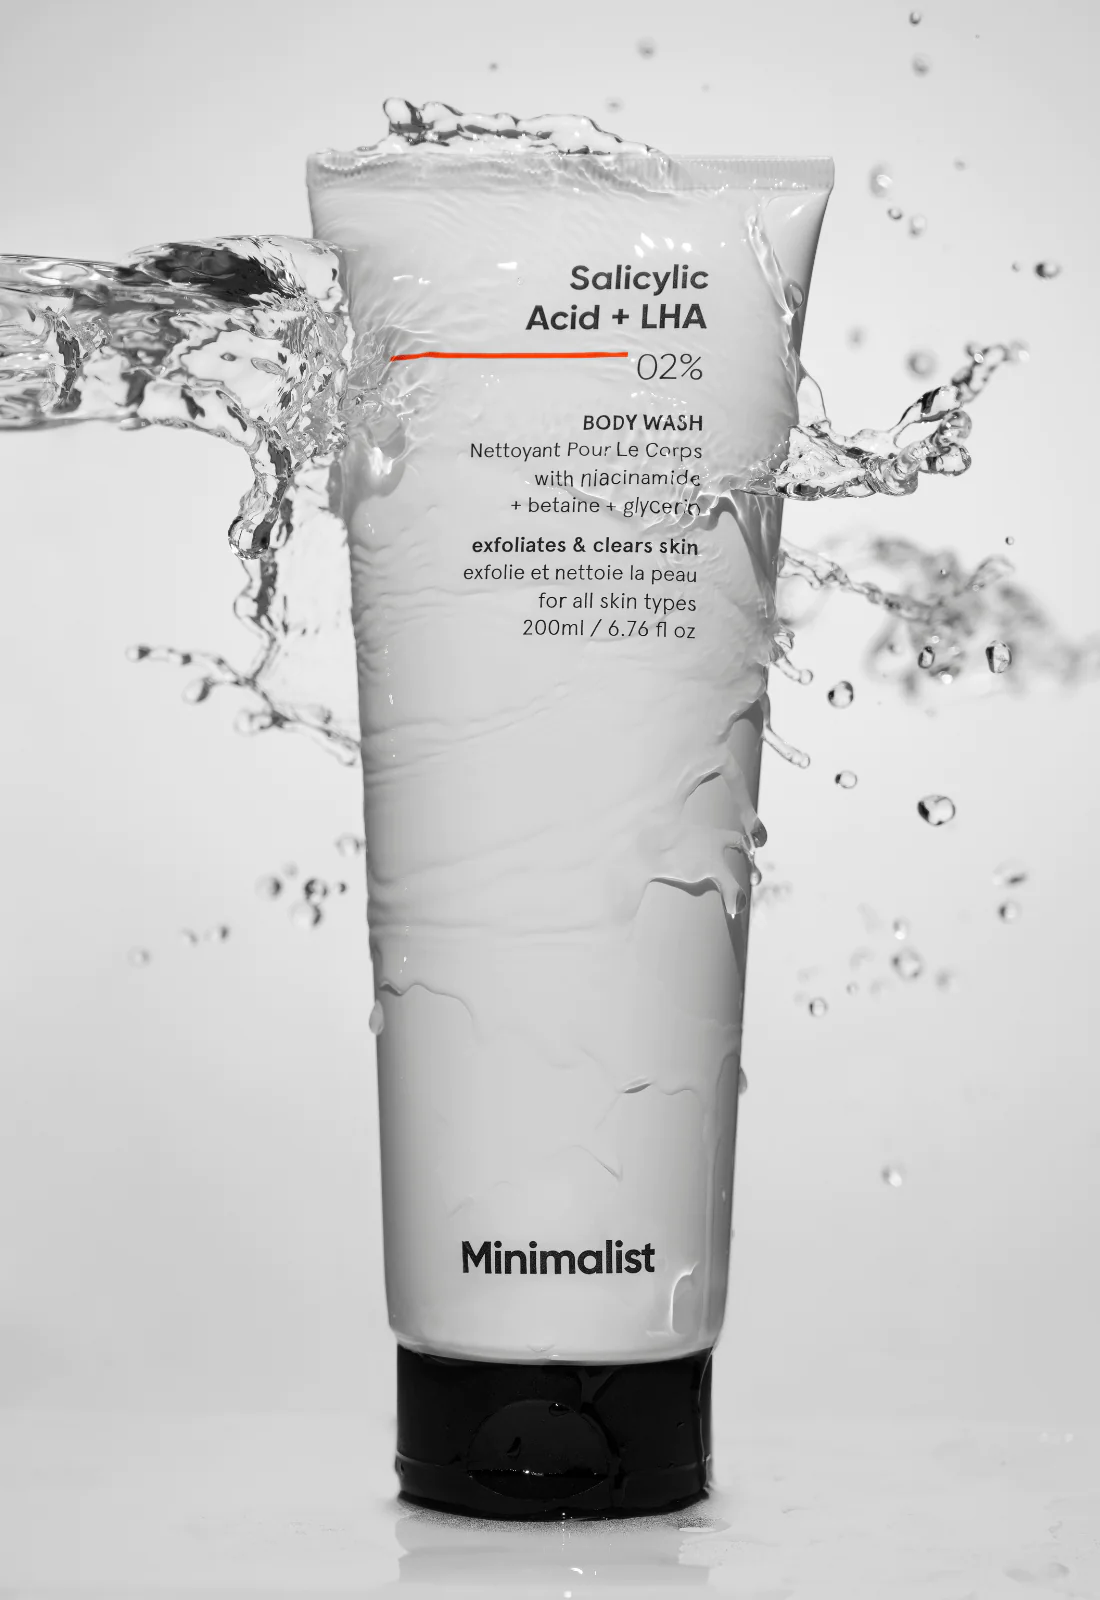 Salicylic
Acid + LHA
02%
BODY WASH
Nettoyant Pour Le Corps
with niacinamide
+ betaine + glycerin
exfoliates & clears skin
exfolie et nettoie la peau
for all skin types
200ml / 6.76 fl oz
Minimalist